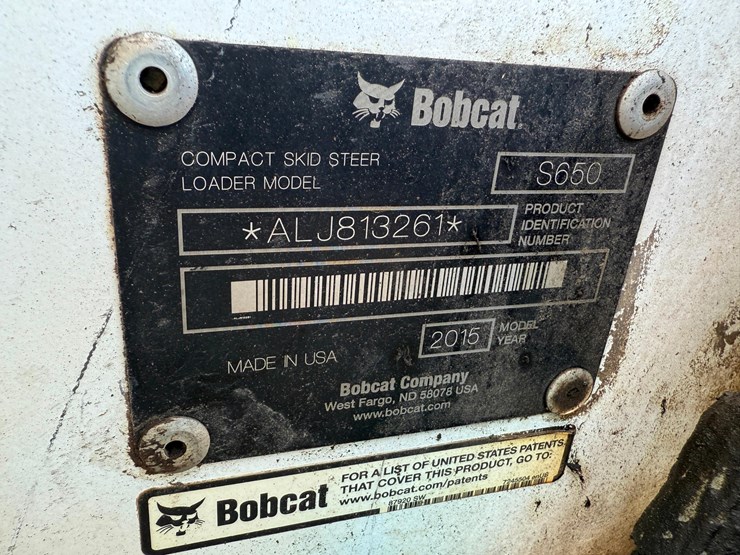 Bobcat
COMPACT SKID STEER
LOADER MODEL
S650
*ALJ813261*
PRODUCT
IDENTIFICATION
NUMBER
2015
MODEL
YEAR
MADE IN USA
Bobcat Company
West Fargo, ND 58078 USA
www.bobcat.com
Bobcat
FOR A LIST OF UNITED STATES PATENTS
THAT COVER THIS PRODUCT, GO TO:
www.bobcat.com/patents
87920 SW